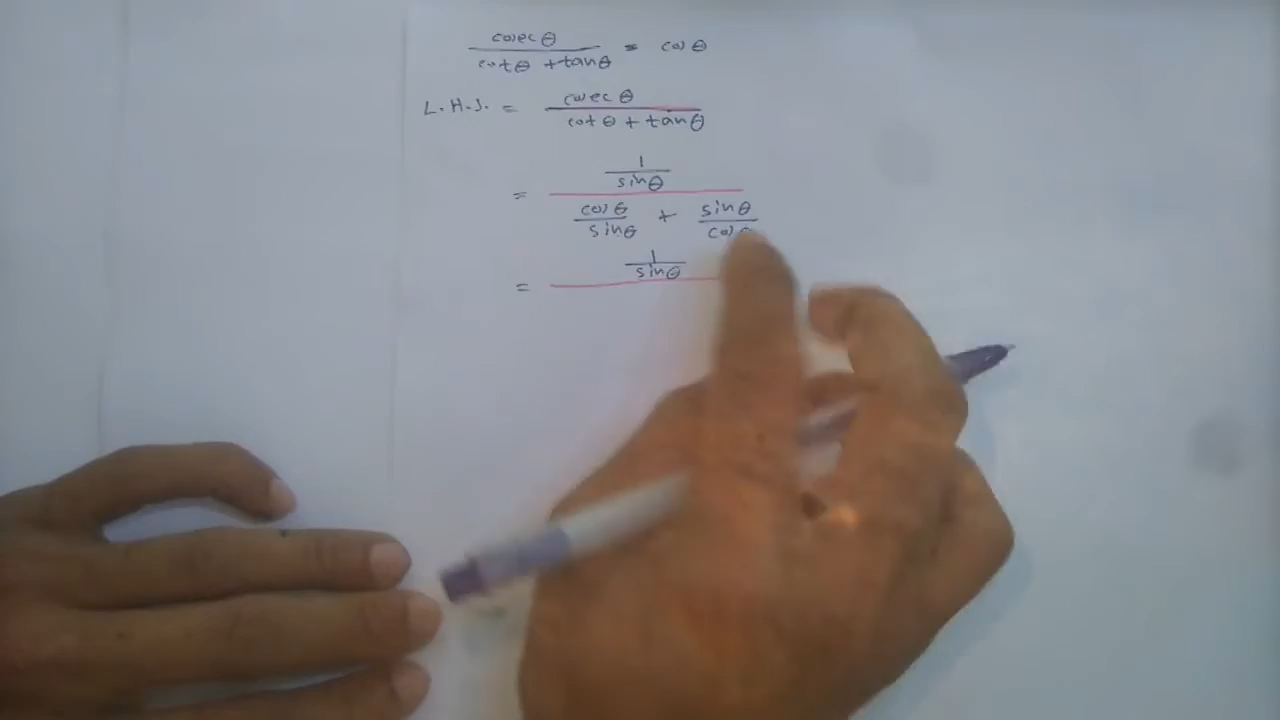 cosec θ / cot θ + tan θ = cos θ
L.H.S. = cosec θ / cot θ + tan θ
= 1/sin θ / cos θ/sin θ + sin θ/cos θ
= 1/sin θ